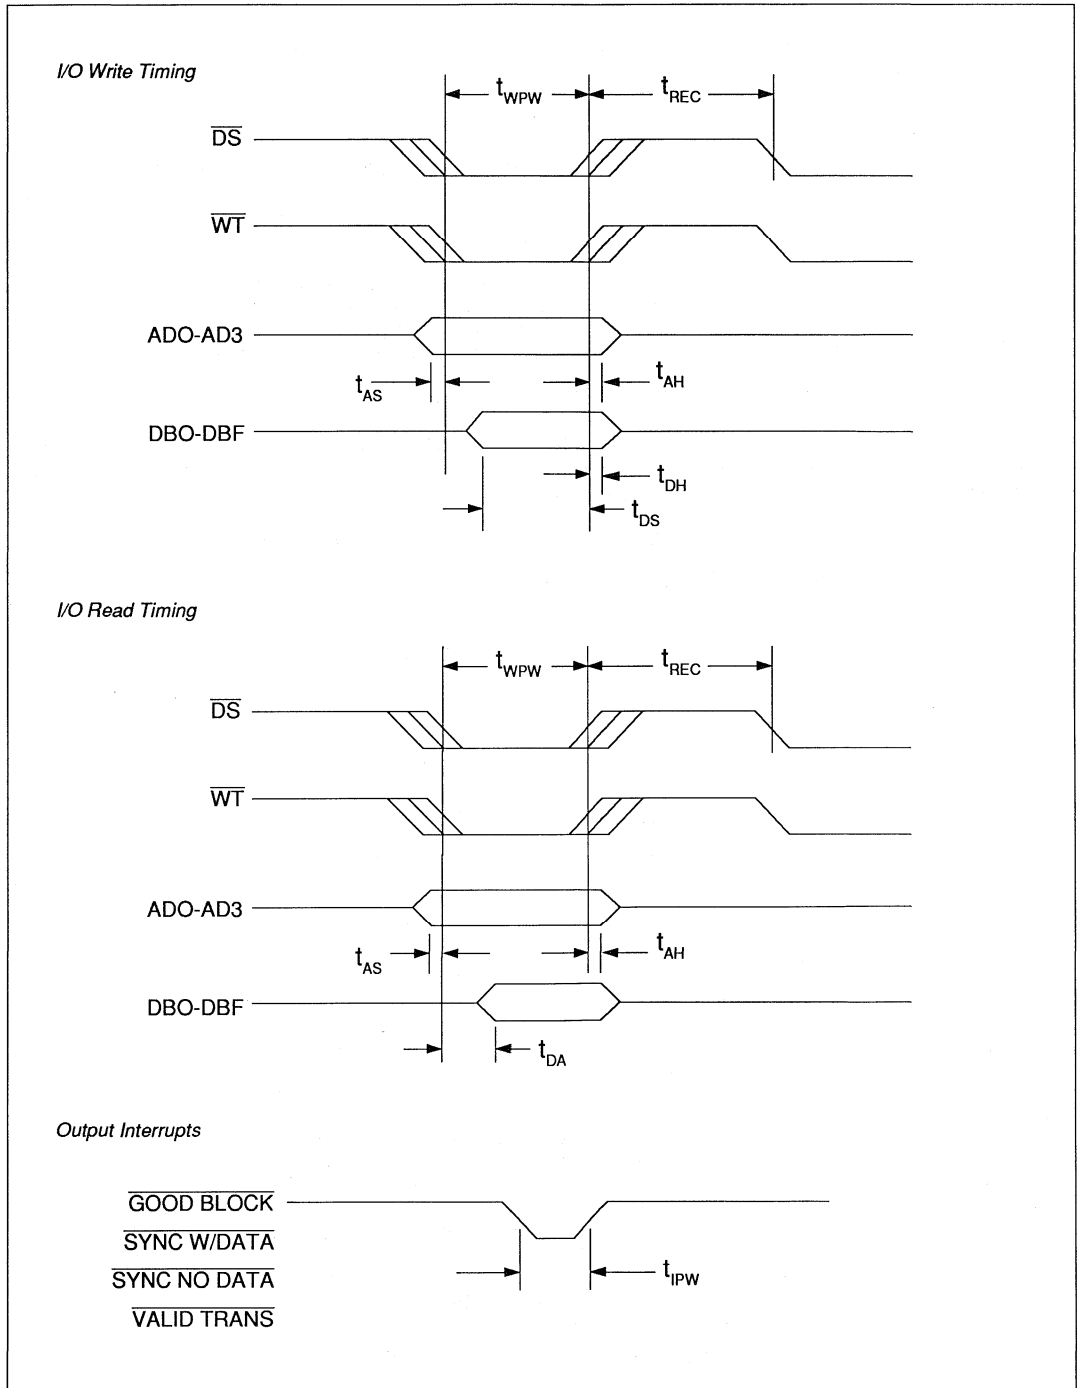 I/O Write Timing
tWPW tREC
DS
WT
ADO-AD3
tAS tAH
DBO-DBF
tDH
tDS
I/O Read Timing
tWPW tREC
DS
WT
ADO-AD3
tAS tAH
DBO-DBF
tDA
Output Interrupts
GOOD BLOCK
SYNC W/DATA
SYNC NO DATA
tIPW
VALID TRANS